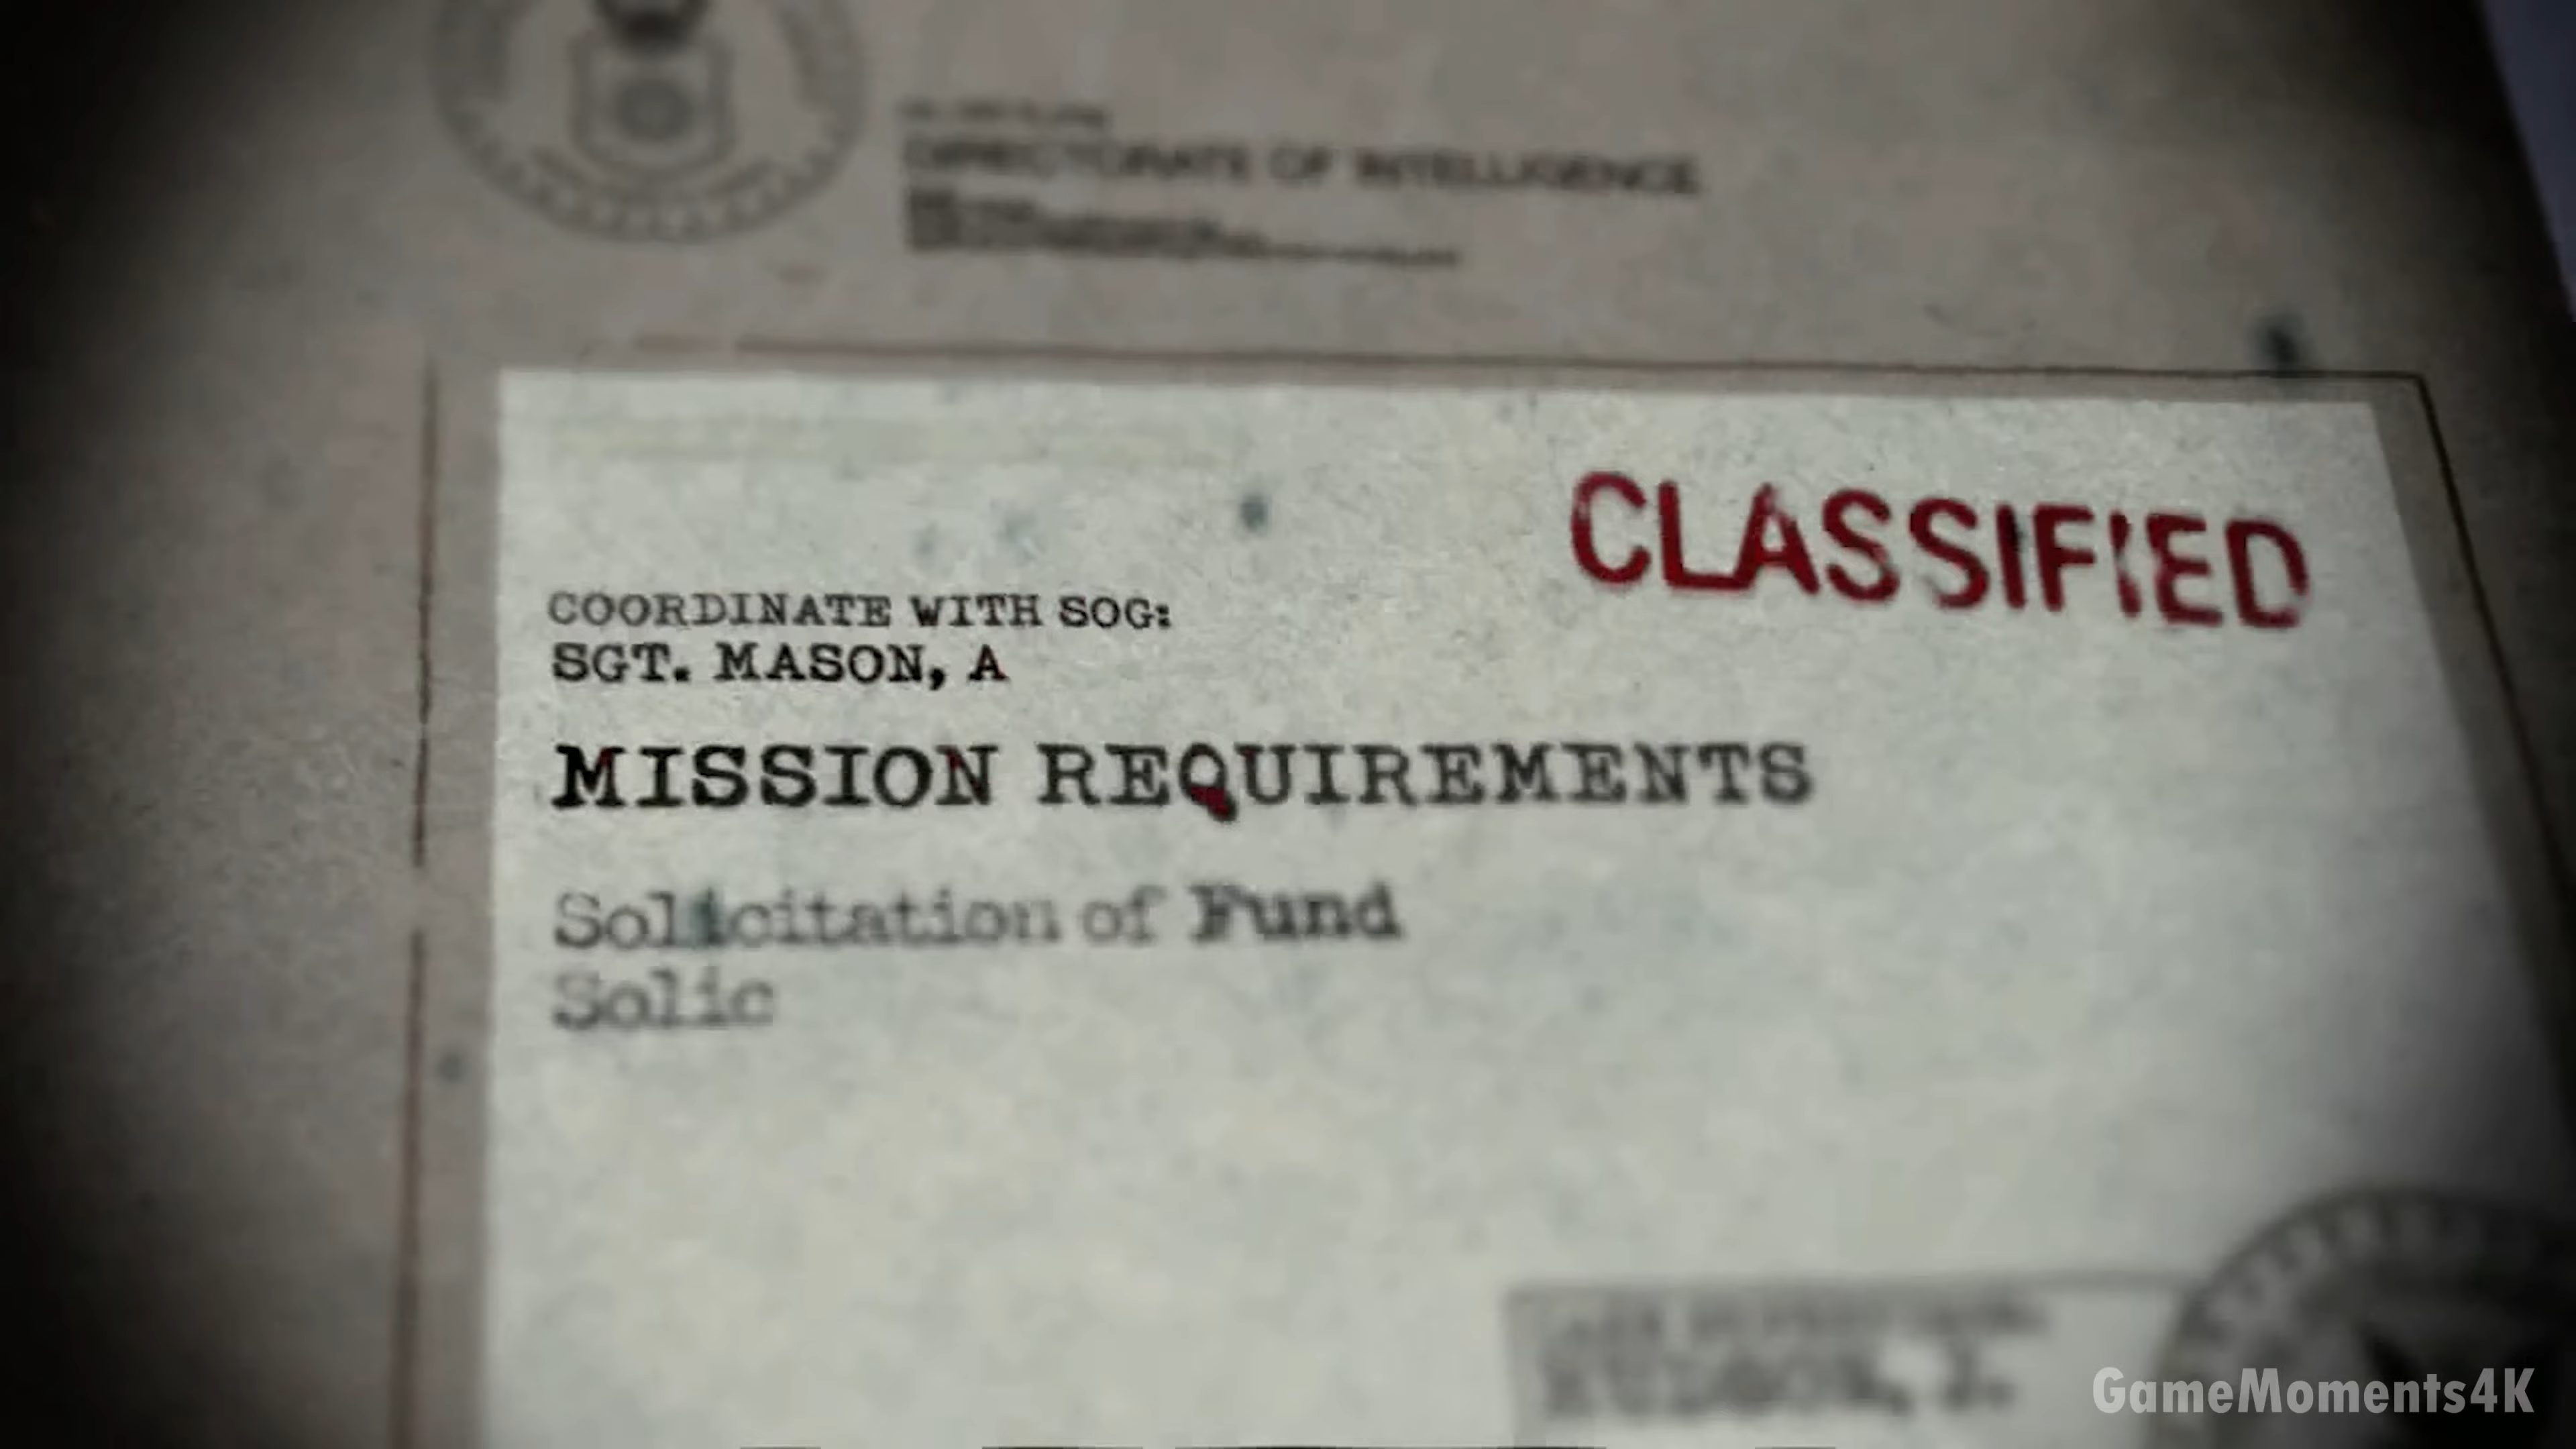 DIRECTORATE OF INTELLIGENCE
CLASSIFIED
COORDINATE WITH SOG:
SGT. MASON, A
MISSION REQUIREMENTS
Solicitation of Fund
Solic
GameMoments4K